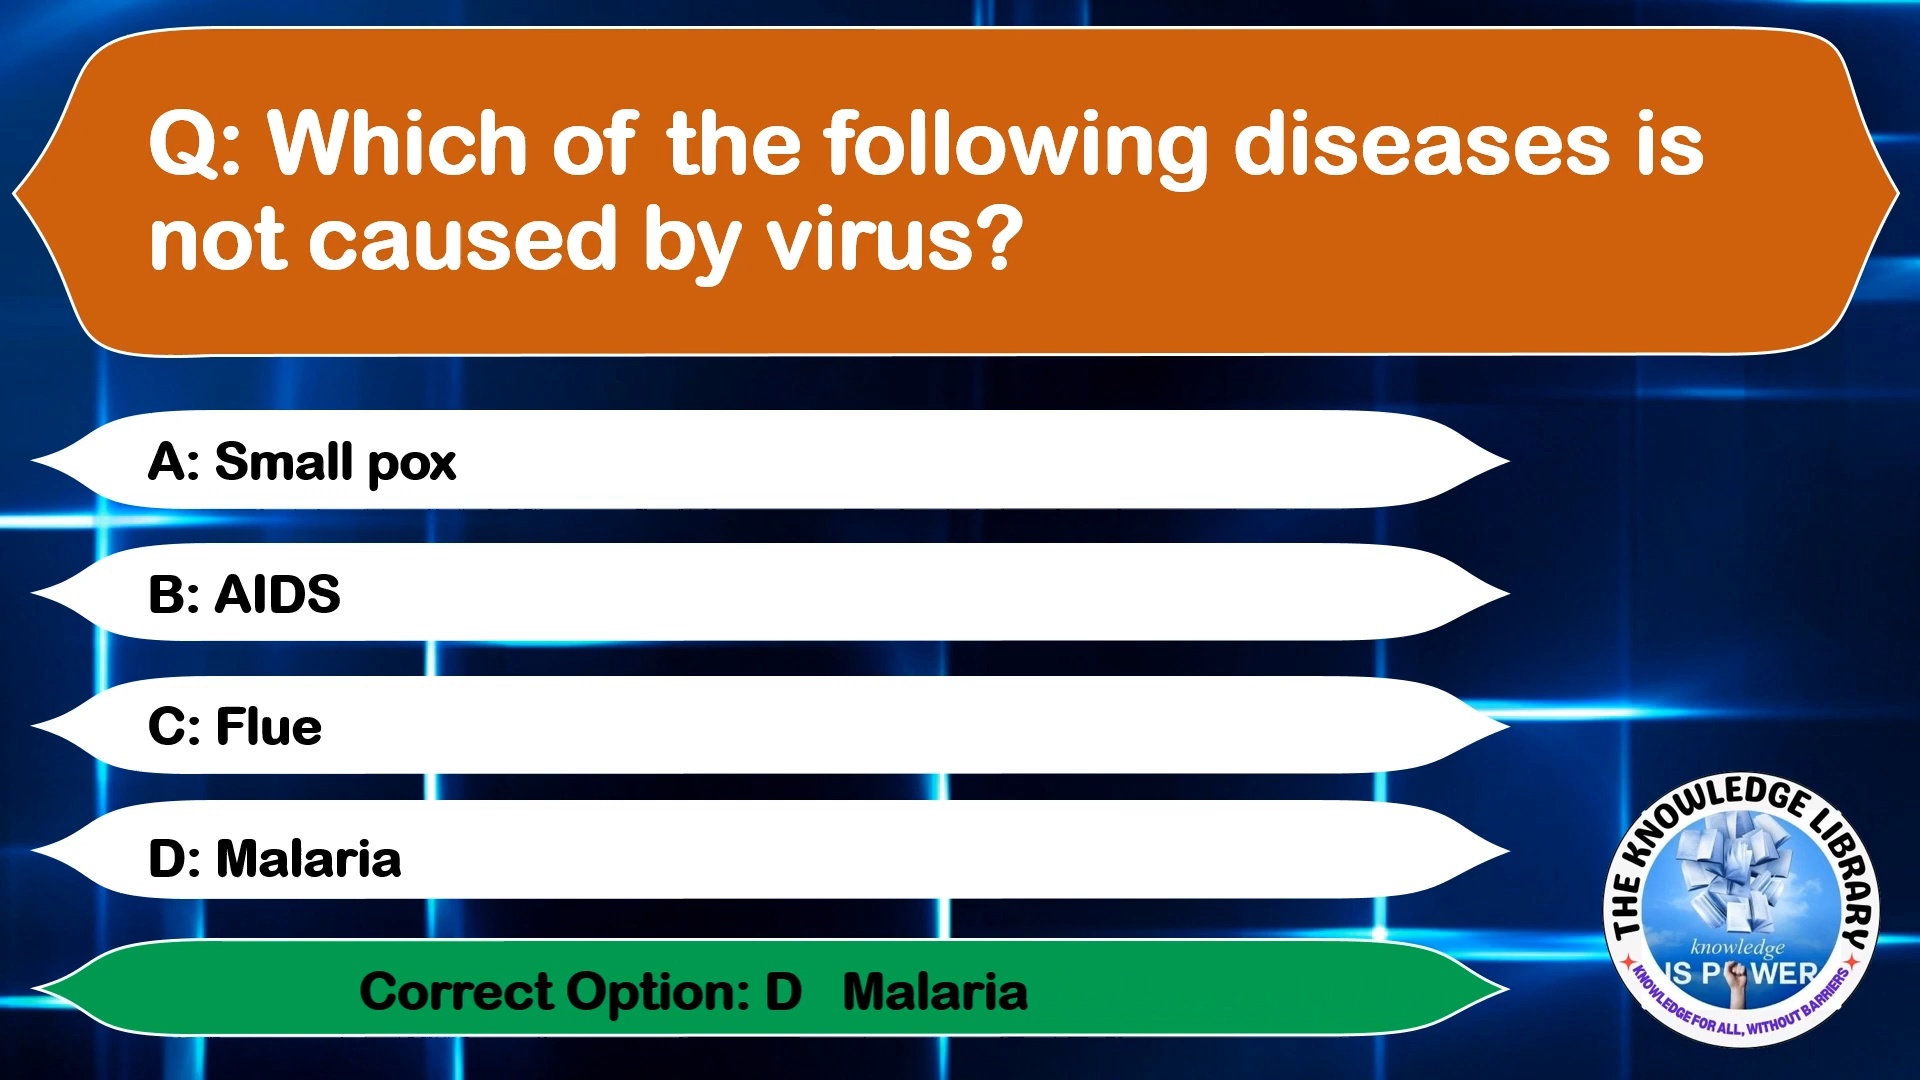 Q: Which of the following diseases is
not caused by virus?
A: Small pox
B: AIDS
C: Flue
D: Malaria
Correct Option: D Malaria
THE KNOWLEDGE LIBRARY
knowledge
IS POWER
KNOWLEDGE FOR ALL, WITHOUT BARRIERS